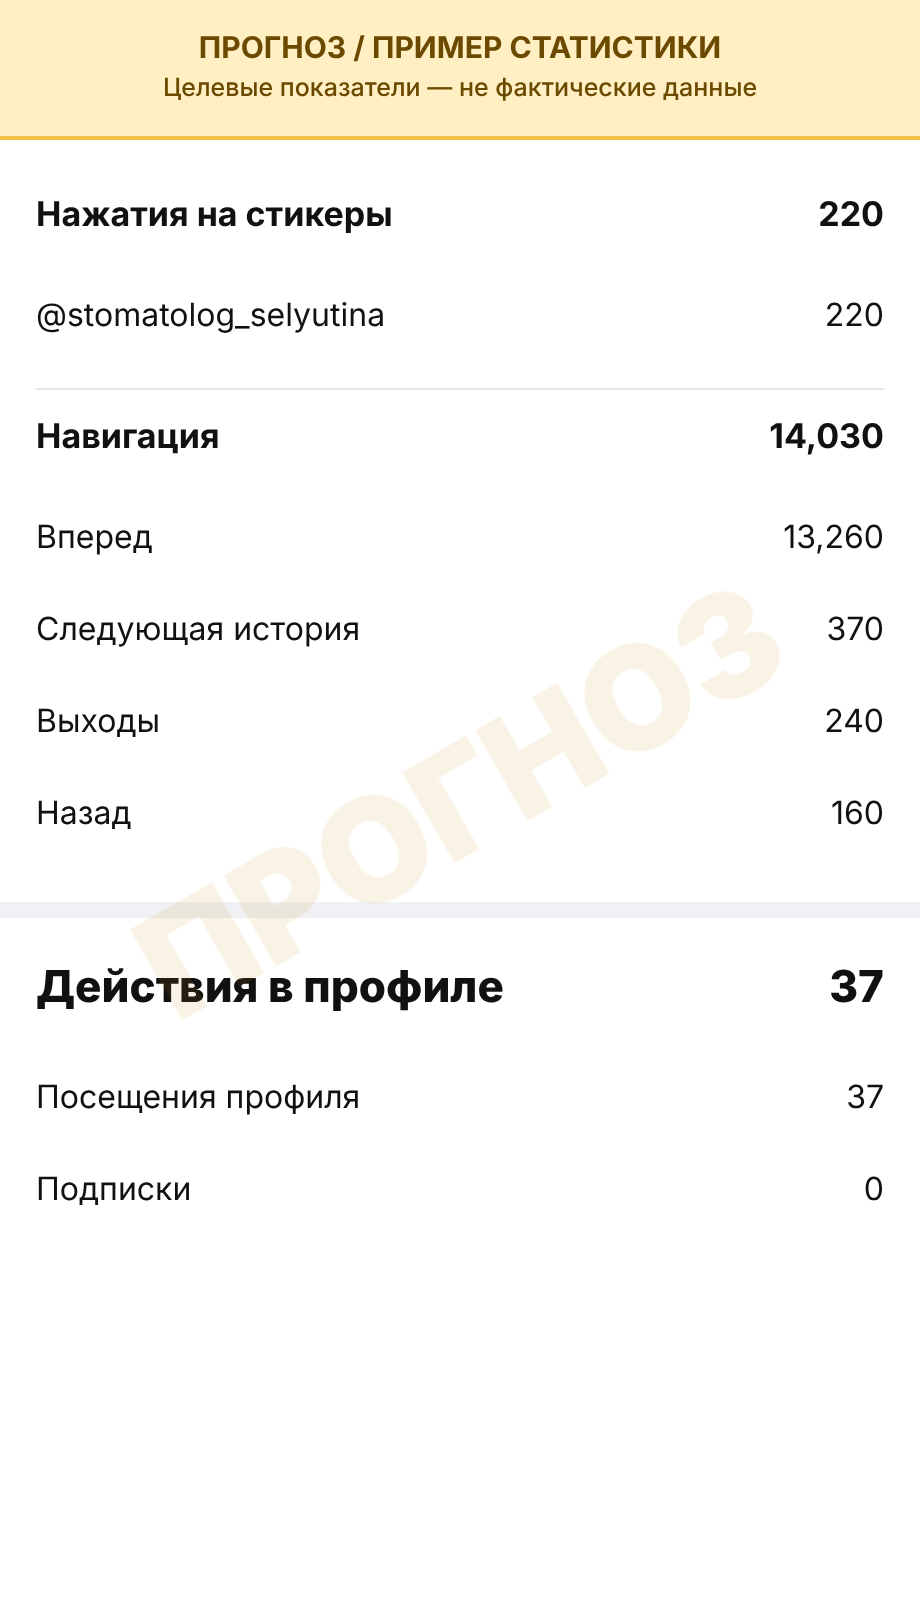 ПРОГНОЗ / ПРИМЕР СТАТИСТИКИ
Целевые показатели — не фактические данные
Нажатия на стикеры 220
@stomatolog_selyutina 220
Навигация 14,030
Вперед 13,260
Следующая история 370
Выходы 240
Назад 160
ПРОГНОЗ
Действия в профиле 37
Посещения профиля 37
Подписки 0